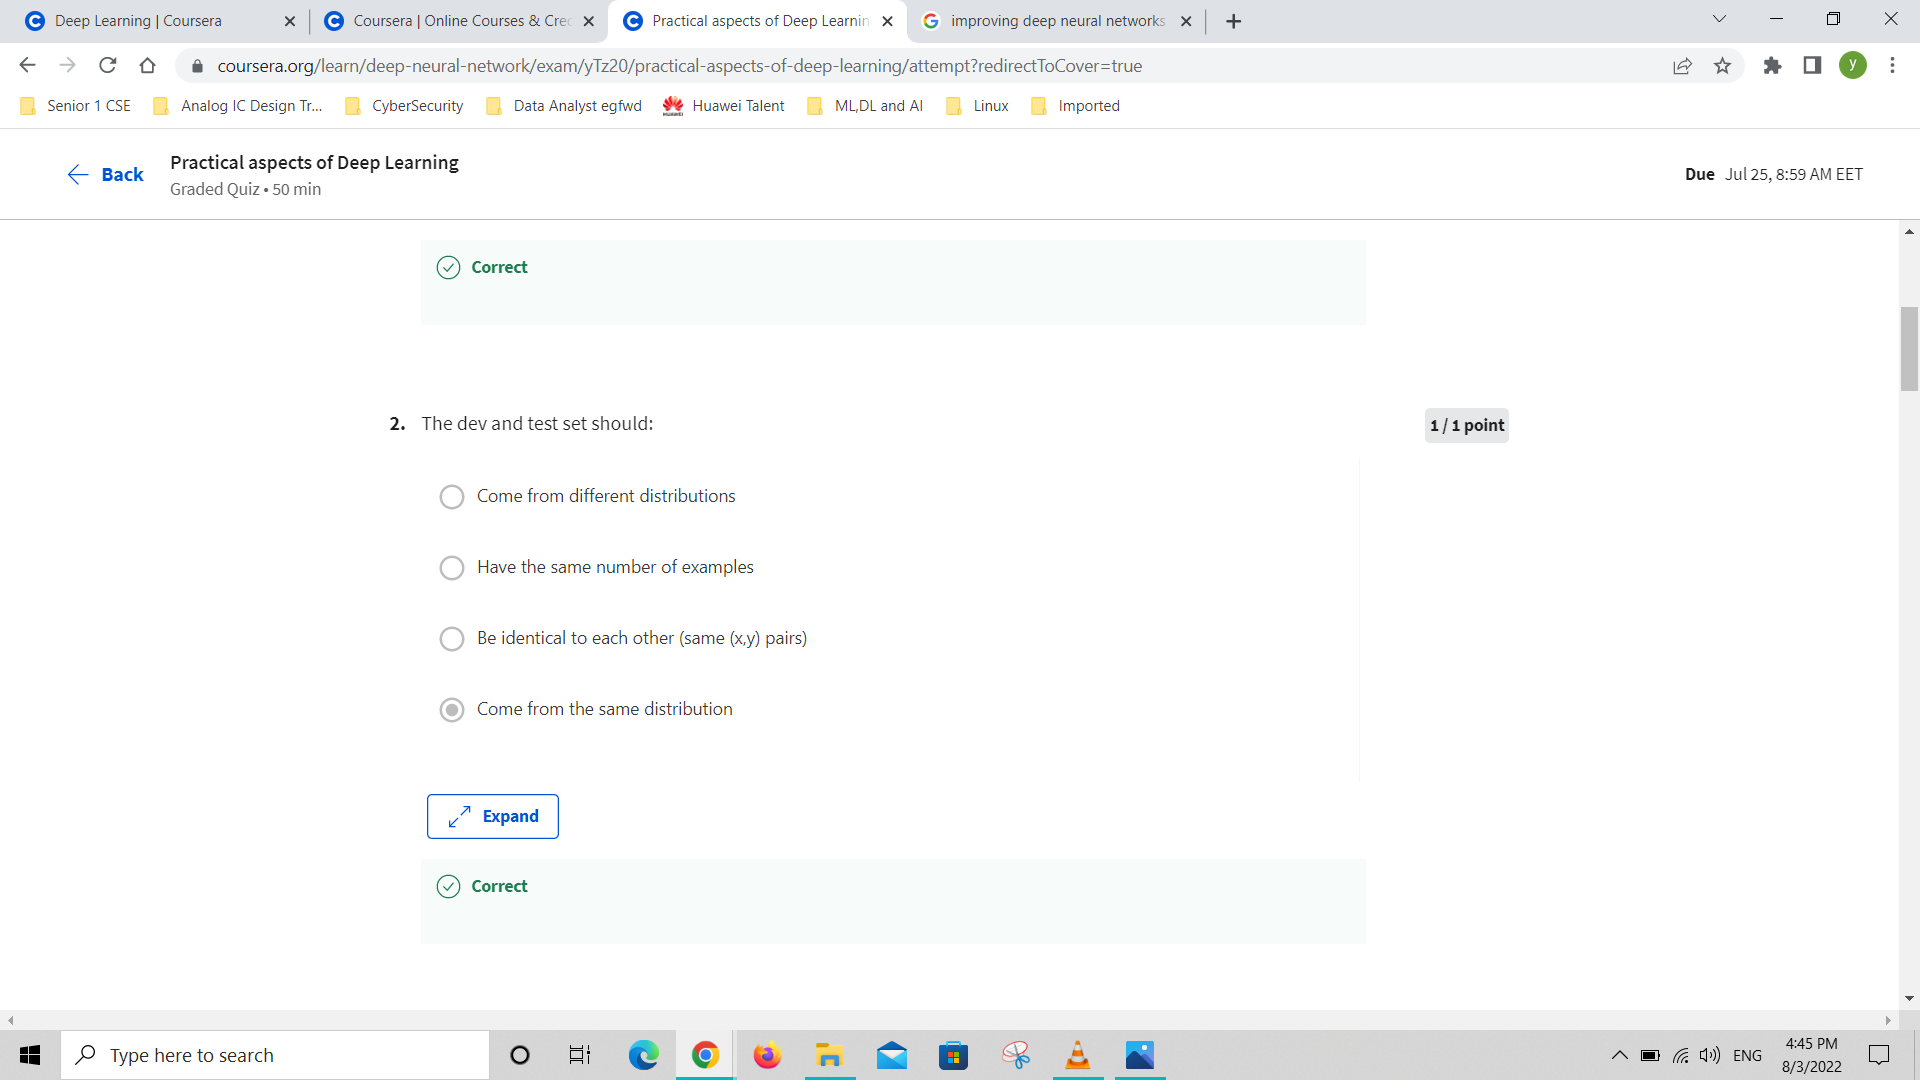 Deep Learning | Coursera
Coursera | Online Courses & Cred
Practical aspects of Deep Learnin
improving deep neural networks
coursera.org/learn/deep-neural-network/exam/yTz20/practical-aspects-of-deep-learning/attempt?redirectToCover=true
y
Senior 1 CSE
Analog IC Design Tr...
CyberSecurity
Data Analyst egfwd
HUAWEI
Huawei Talent
ML,DL and AI
Linux
Imported
Back
Practical aspects of Deep Learning
Graded Quiz • 50 min
Due Jul 25, 8:59 AM EET
Correct
2. The dev and test set should:
1 / 1 point
Come from different distributions
Have the same number of examples
Be identical to each other (same (x,y) pairs)
Come from the same distribution
Expand
Correct
Type here to search
ENG
4:45 PM
8/3/2022